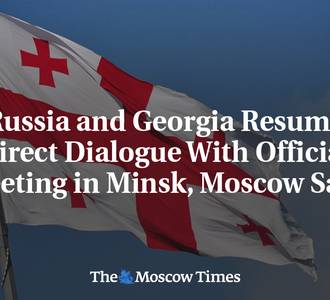 Russia and Georgia Resum
irect Dialogue With Officia
eting in Minsk, Moscow Sa
The Moscow Times